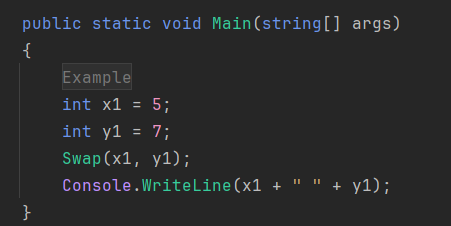 public static void Main(string[] args)
{
    Example
    int x1 = 5;
    int y1 = 7;
    Swap(x1, y1);
    Console.WriteLine(x1 + " " + y1);
}